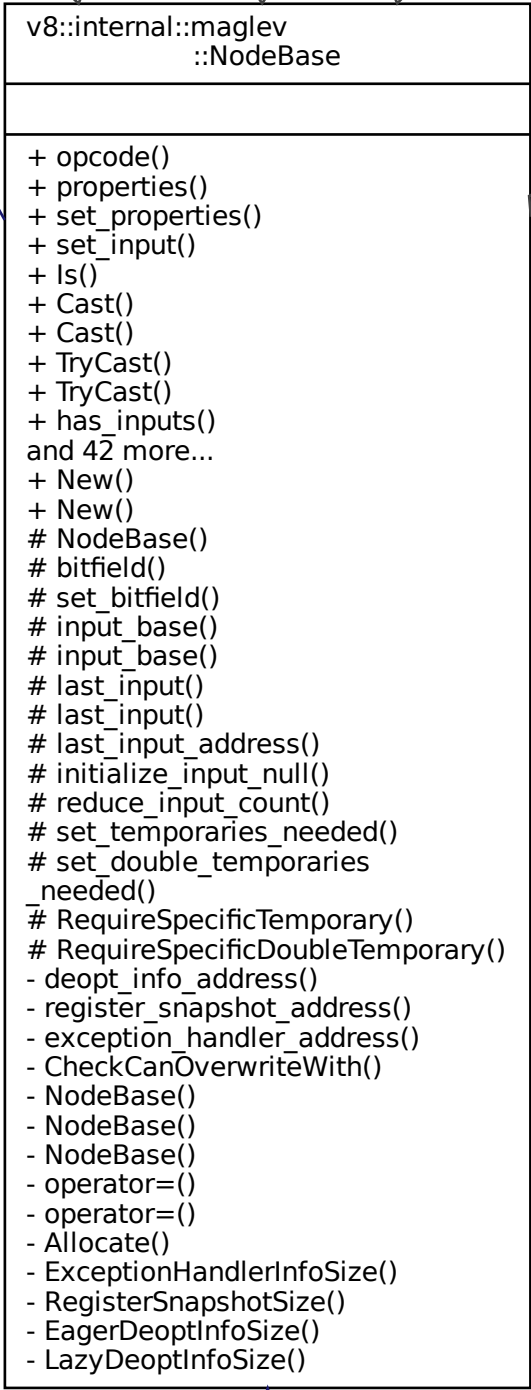 v8::internal::maglev
::NodeBase
+ opcode()
+ properties()
+ set_properties()
+ set_input()
+ Is()
+ Cast()
+ Cast()
+ TryCast()
+ TryCast()
+ has_inputs()
and 42 more...
+ New()
+ New()
# NodeBase()
# bitfield()
# set_bitfield()
# input_base()
# input_base()
# last_input()
# last_input()
# last_input_address()
# initialize_input_null()
# reduce_input_count()
# set_temporaries_needed()
# set_double_temporaries
_needed()
# RequireSpecificTemporary()
# RequireSpecificDoubleTemporary()
- deopt_info_address()
- register_snapshot_address()
- exception_handler_address()
- CheckCanOverwriteWith()
- NodeBase()
- NodeBase()
- NodeBase()
- operator=()
- operator=()
- Allocate()
- ExceptionHandlerInfoSize()
- RegisterSnapshotSize()
- EagerDeoptInfoSize()
- LazyDeoptInfoSize()